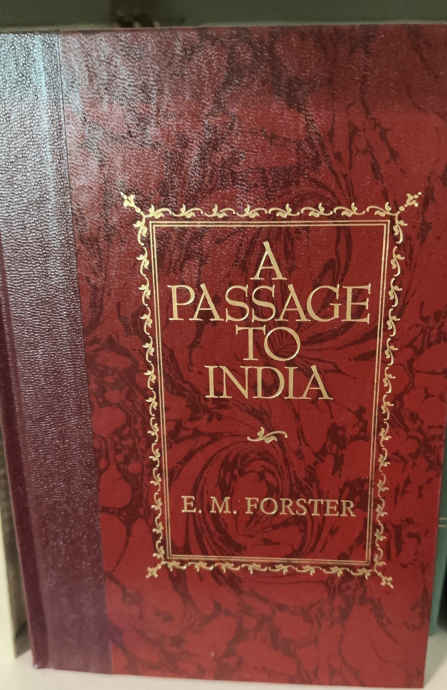 A
PASSAGE
TO
INDIA
E. M. FORSTER